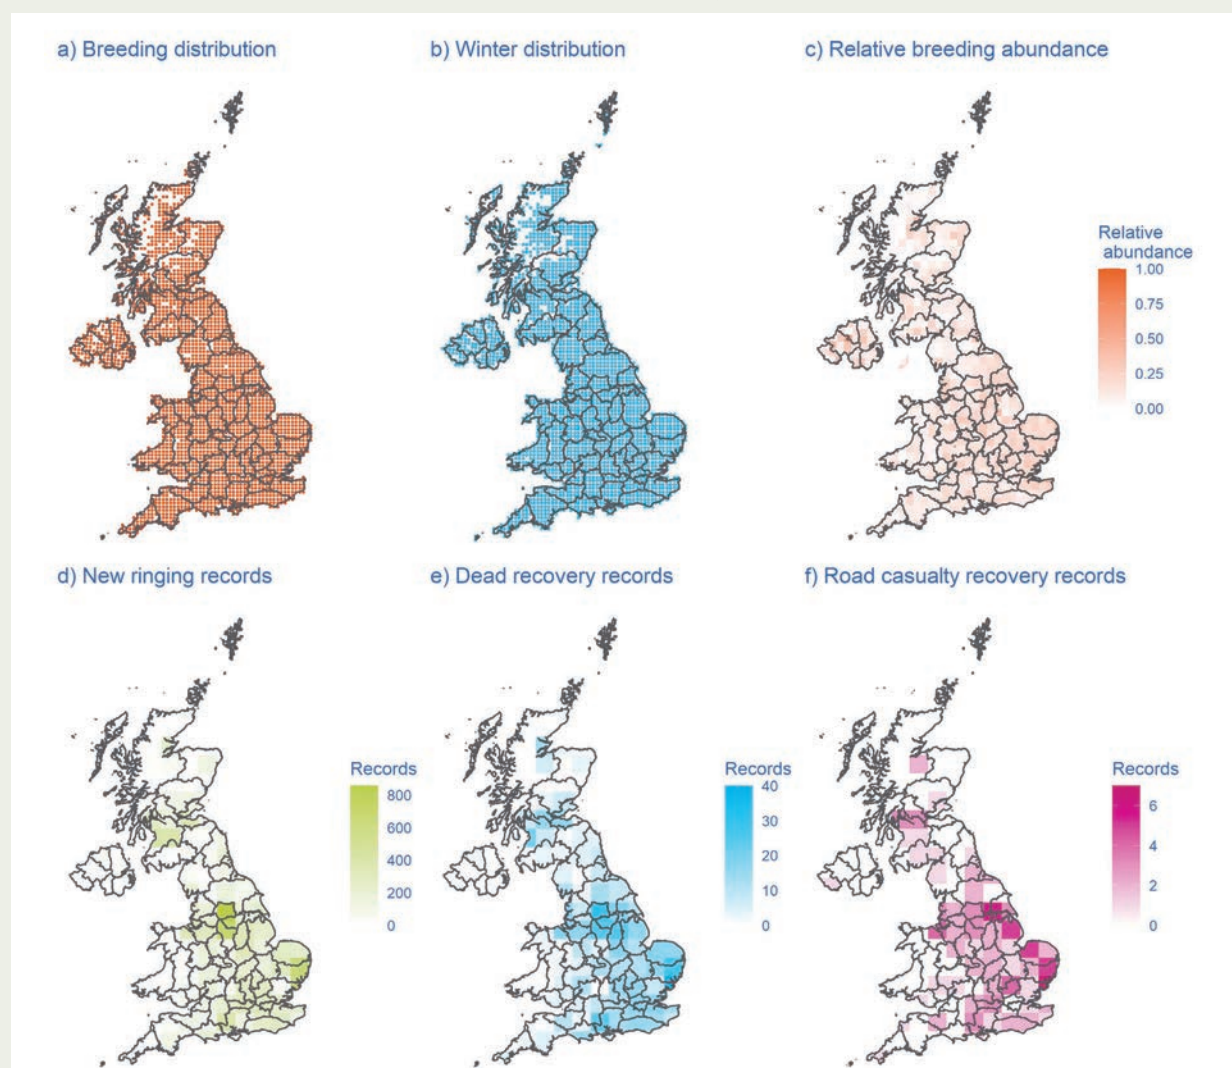 a) Breeding distribution
b) Winter distribution
c) Relative breeding abundance
Relative
abundance
1.00
0.75
0.50
0.25
0.00
d) New ringing records
e) Dead recovery records
f) Road casualty recovery records
Records
800
600
400
200
0
Records
40
30
20
10
0
Records
6
4
2
0